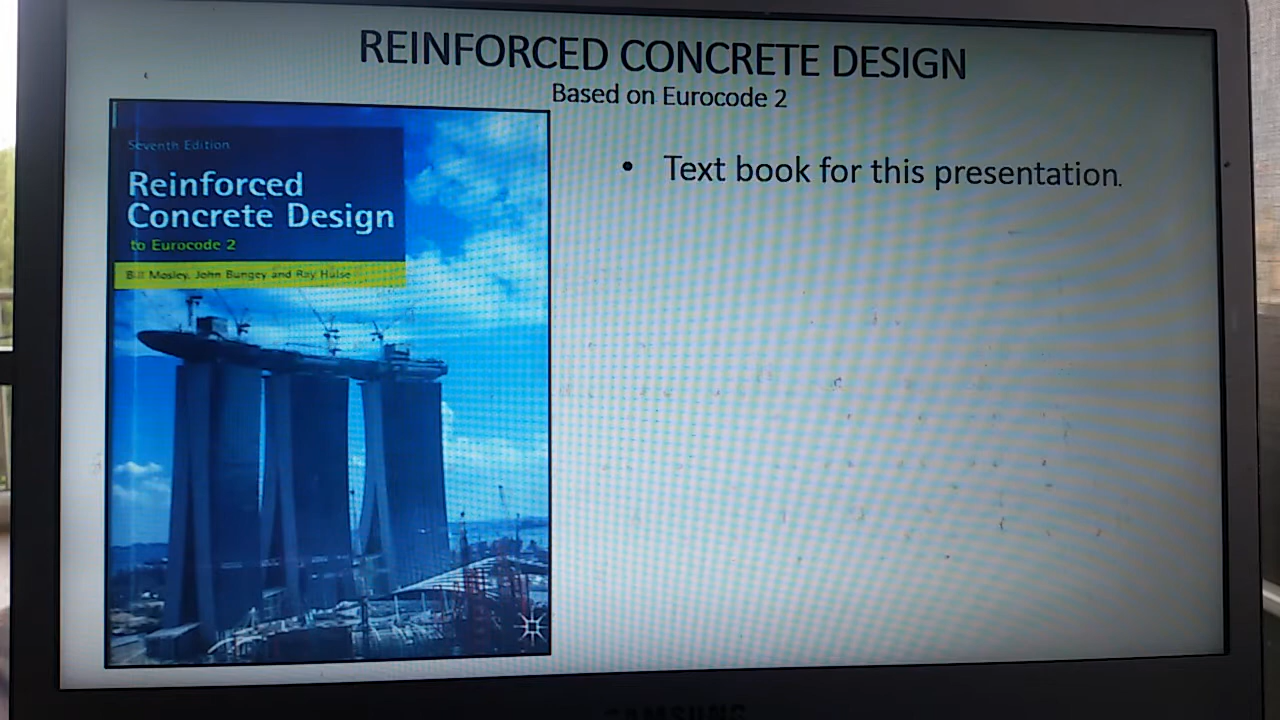 REINFORCED CONCRETE DESIGN
Based on Eurocode 2
Seventh Edition
Reinforced
Concrete Design
to Eurocode 2
Bill Mosley, John Bungey and Ray Hulse
• Text book for this presentation.
SAMSUNG